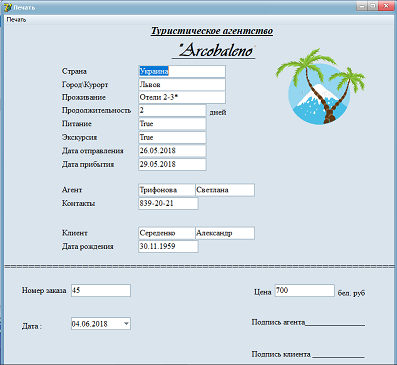 Печать
Печать
Туристическое агентство
"Arcobaleno"
Страна Украина
Город\Курорт Львов
Проживание Отели 2-3*
Продолжительность 2 дней
Питание True
Экскурсия True
Дата отправления 26.05.2018
Дата прибытия 29.05.2018
Агент Трифонова Светлана
Контакты 839-20-21
Клиент Середенко Александр
Дата рождения 30.11.1959
Номер заказа 45 Цена 700 бел. руб
Дата : 04.06.2018 Подпись агента
Подпись клиента